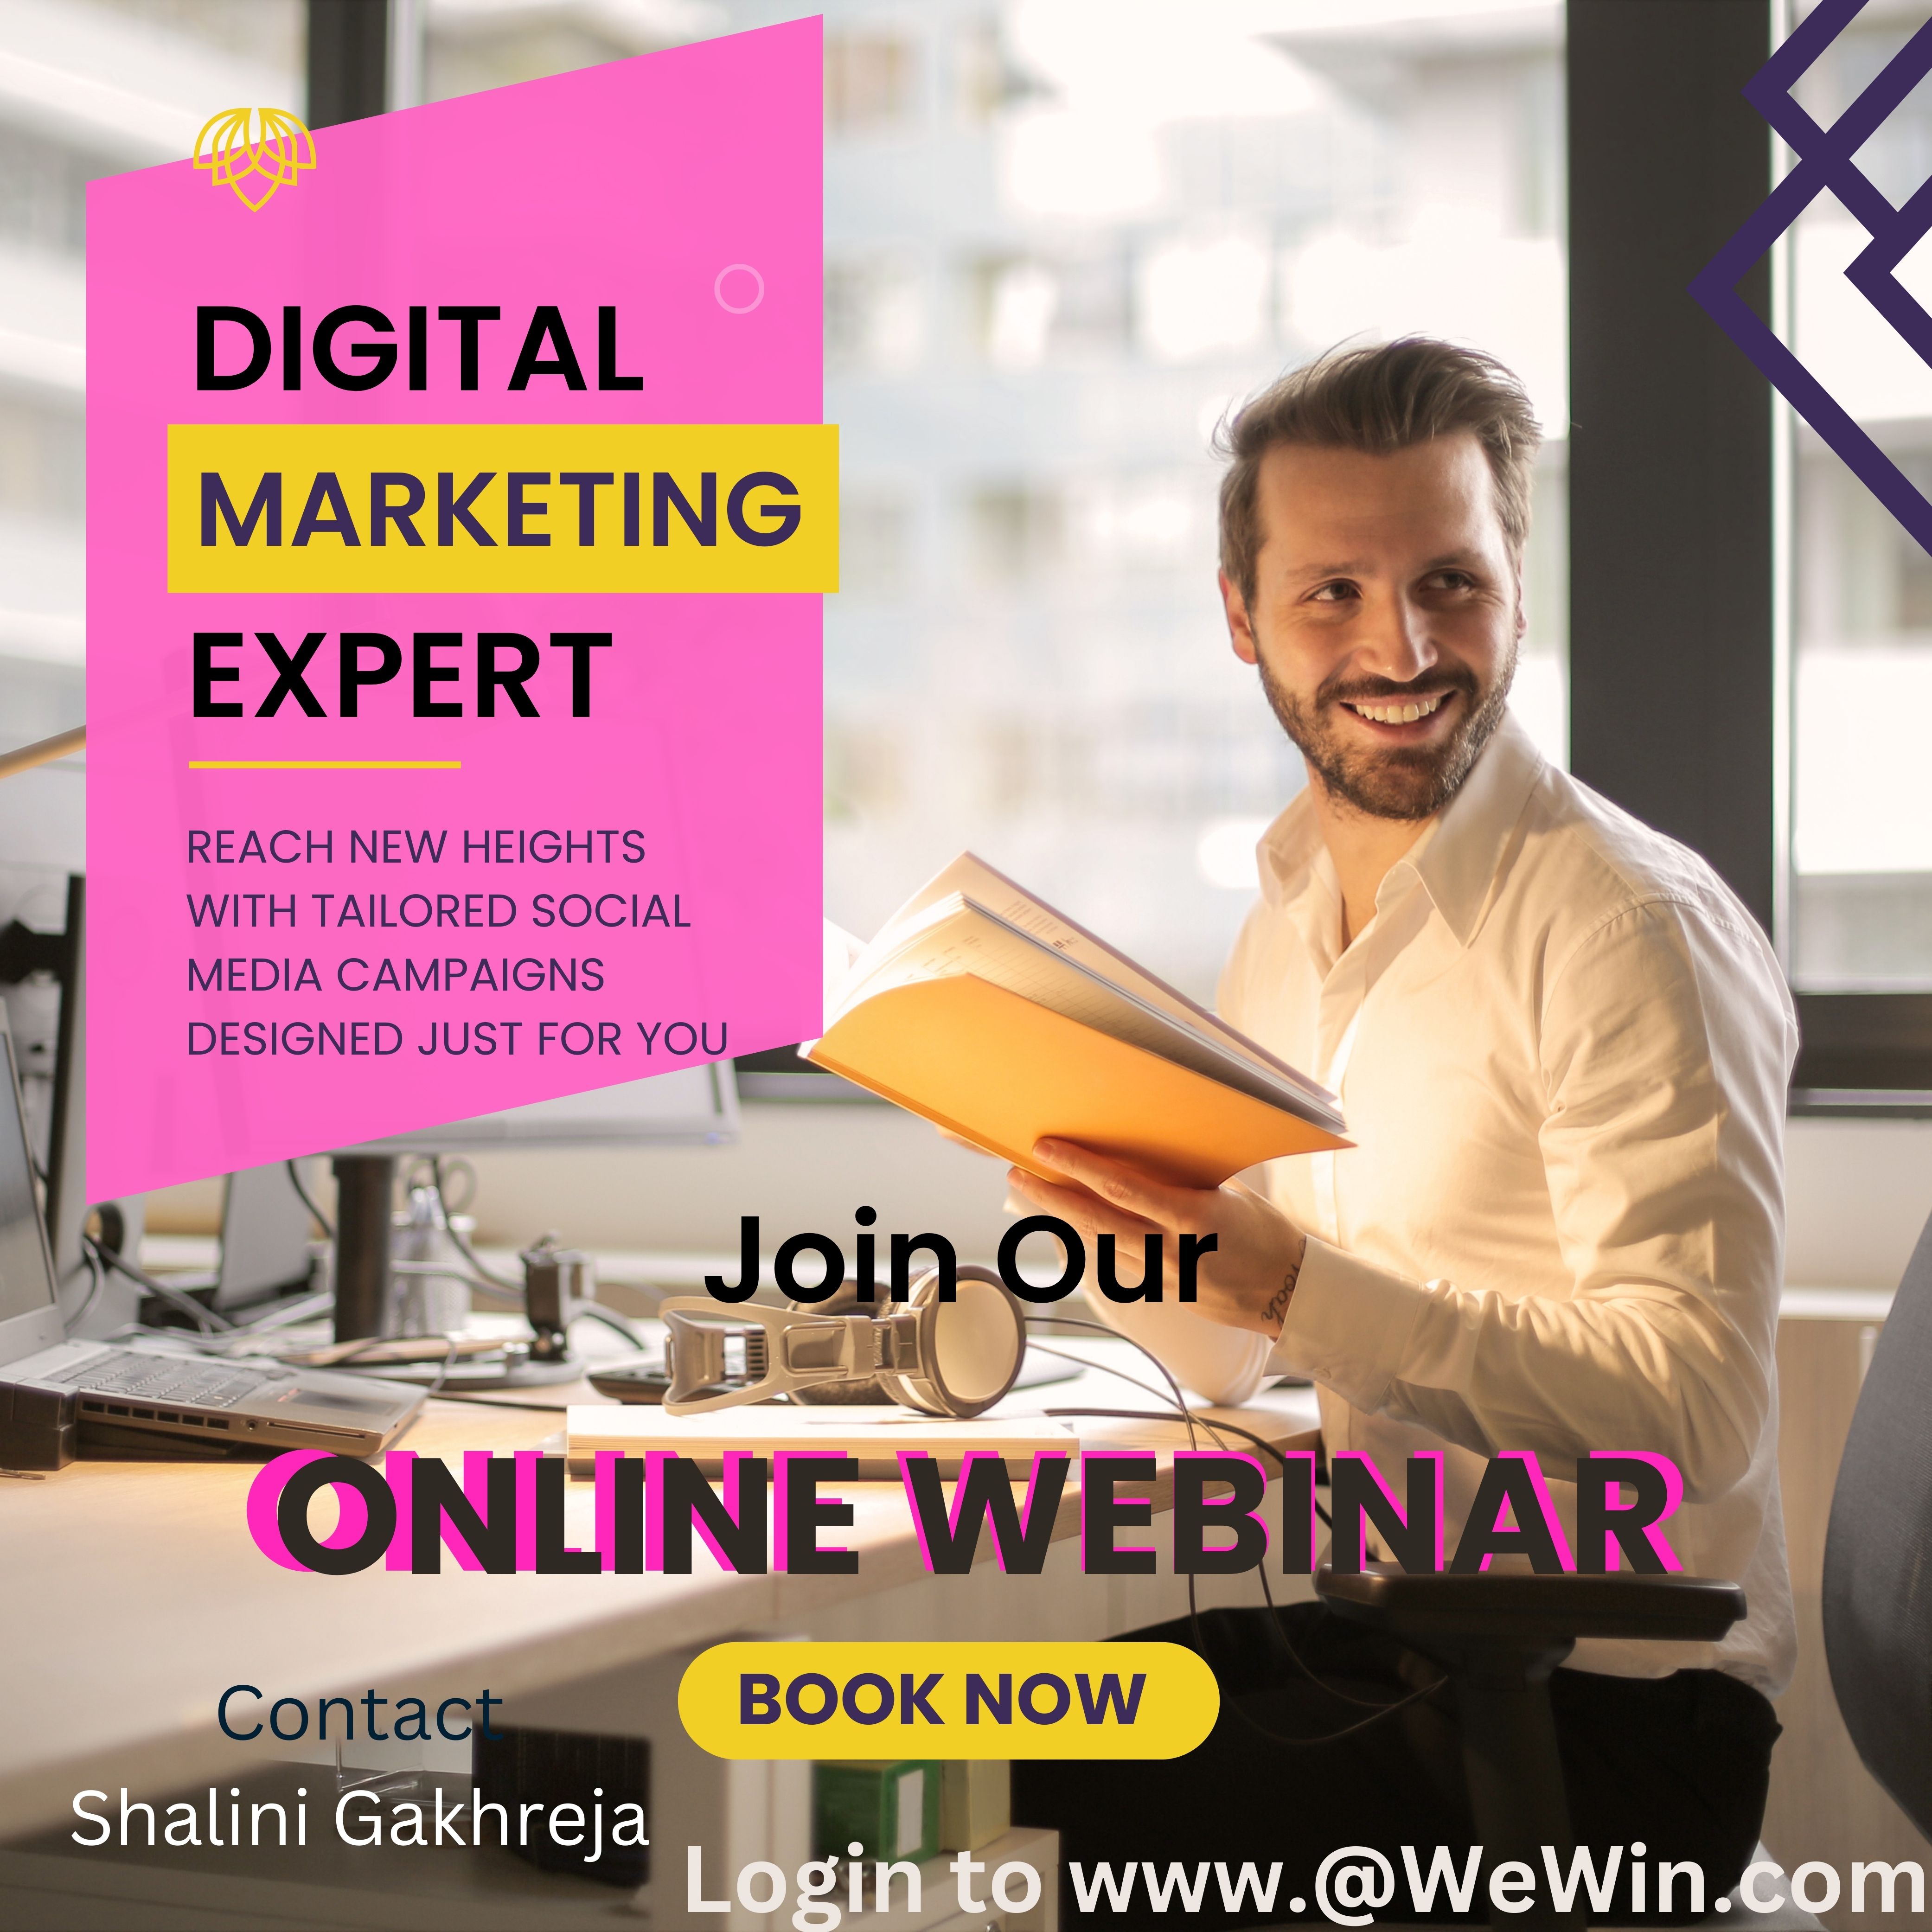 DIGITAL
MARKETING
EXPERT
REACH NEW HEIGHTS
WITH TAILORED SOCIAL
MEDIA CAMPAIGNS
DESIGNED JUST FOR YOU
Join Our
ONLINE WEBINAR
BOOK NOW
Contact
Shalini Gakhreja
Login to www.@WeWin.com